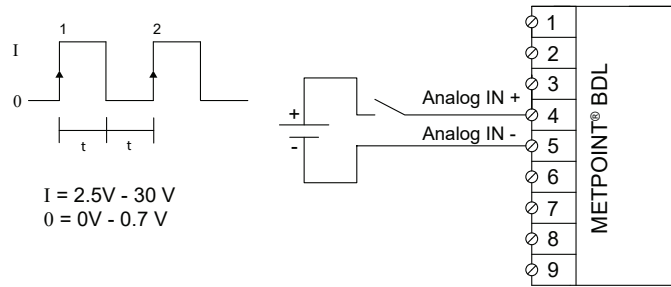 I
0
1
2
t
t
I = 2.5V - 30 V
0 = 0V - 0.7 V
+
-
Analog IN +
Analog IN -
1
2
3
4
5
6
7
8
9
METPOINT® BDL